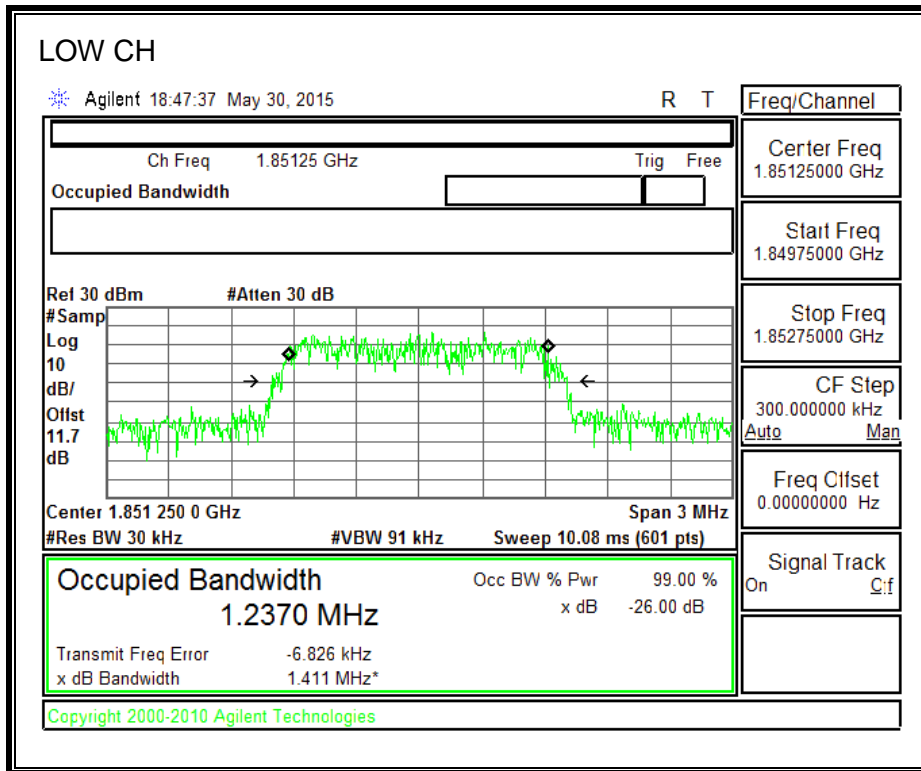 LOW CH
Agilent 18:47:37 May 30, 2015 R T
Freq/Channel
Ch Freq 1.85125 GHz Trig Free
Occupied Bandwidth
Center Freq
1.85125000 GHz
Start Freq
1.84975000 GHz
Stop Freq
1.85275000 GHz
CF Step
300.000000 kHz
Auto Man
Freq Offset
0.00000000 Hz
Signal Track
On Off
Ref 30 dBm #Atten 30 dB
#Samp
Log
10
dB/
Offst
11.7
dB
Center 1.851 250 0 GHz Span 3 MHz
#Res BW 30 kHz #VBW 91 kHz Sweep 10.08 ms (601 pts)
Occupied Bandwidth
1.2370 MHz
Occ BW % Pwr 99.00 %
x dB -26.00 dB
Transmit Freq Error -6.826 kHz
x dB Bandwidth 1.411 MHz*
Copyright 2000-2010 Agilent Technologies